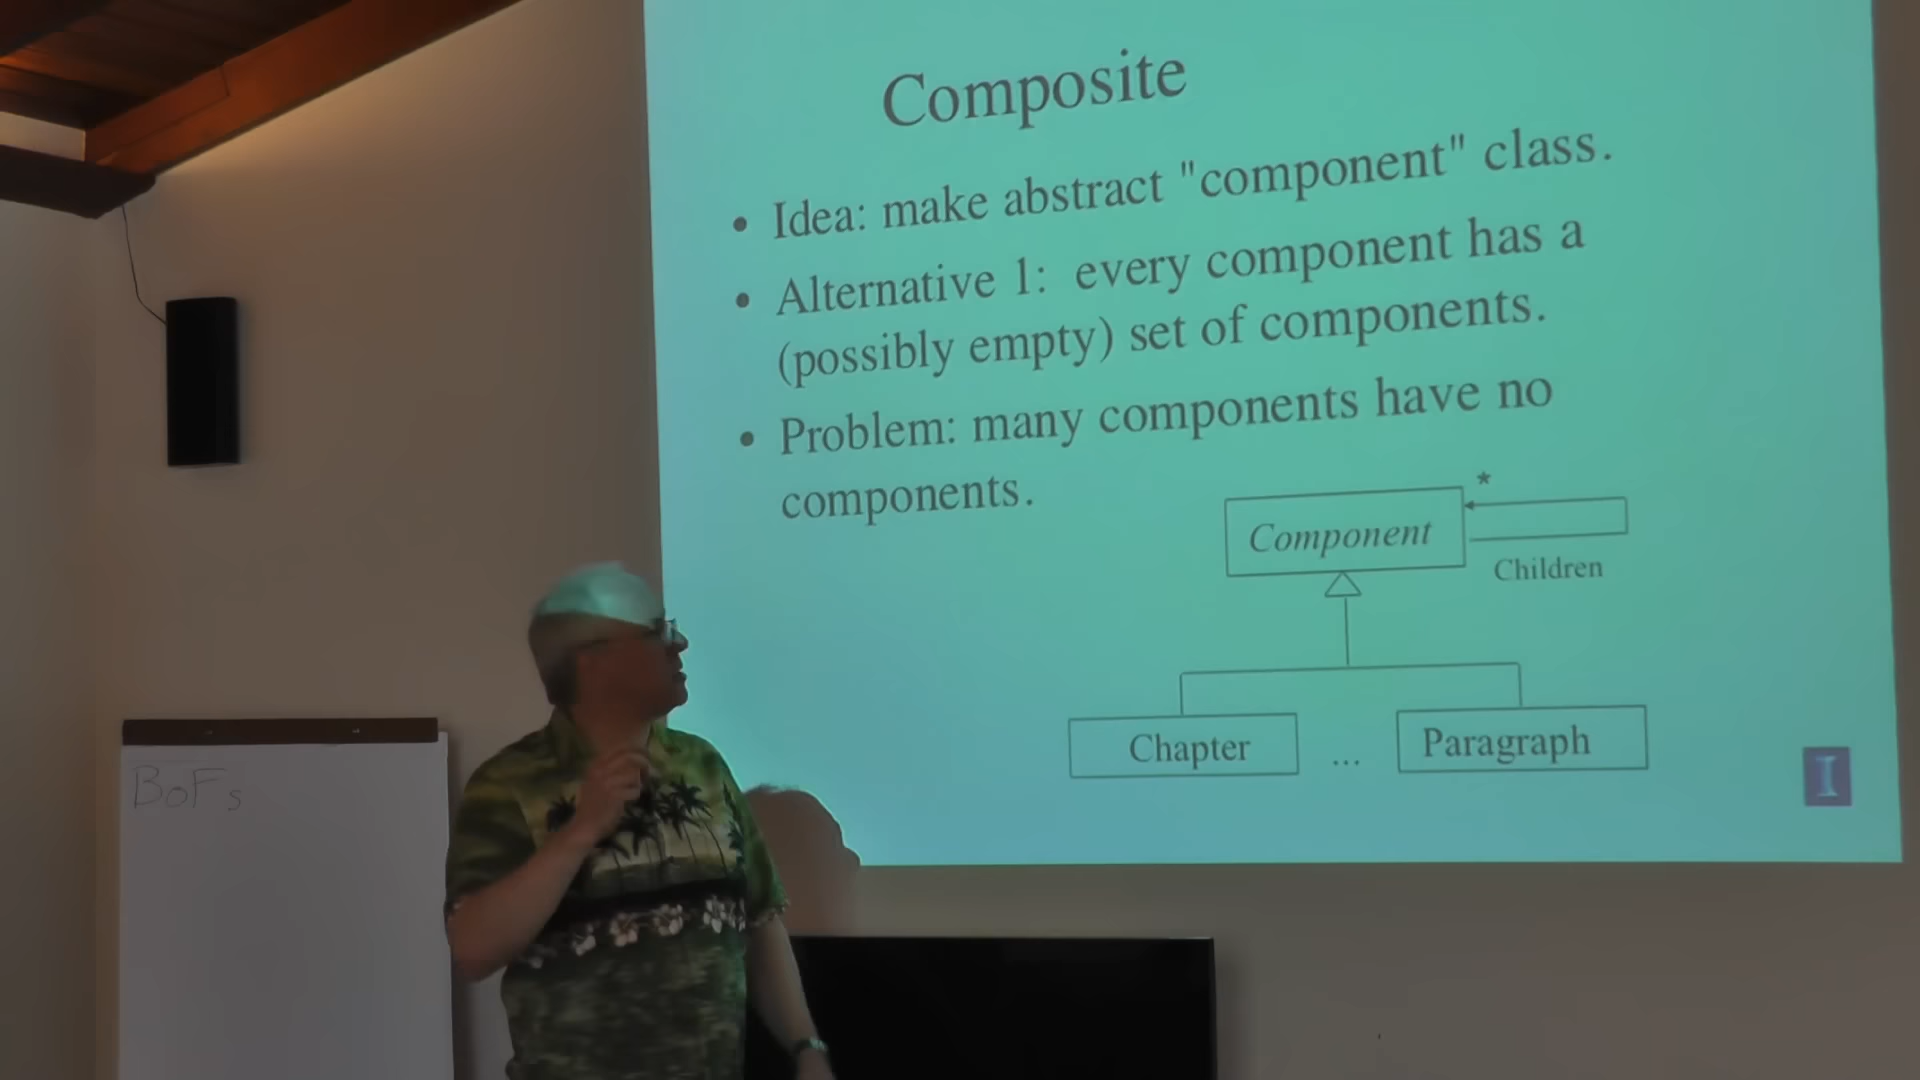 Composite
• Idea: make abstract "component" class.
• Alternative 1: every component has a
(possibly empty) set of components.
• Problem: many components have no
components.
*
Component
Children
Chapter
...
Paragraph
I
BoFs